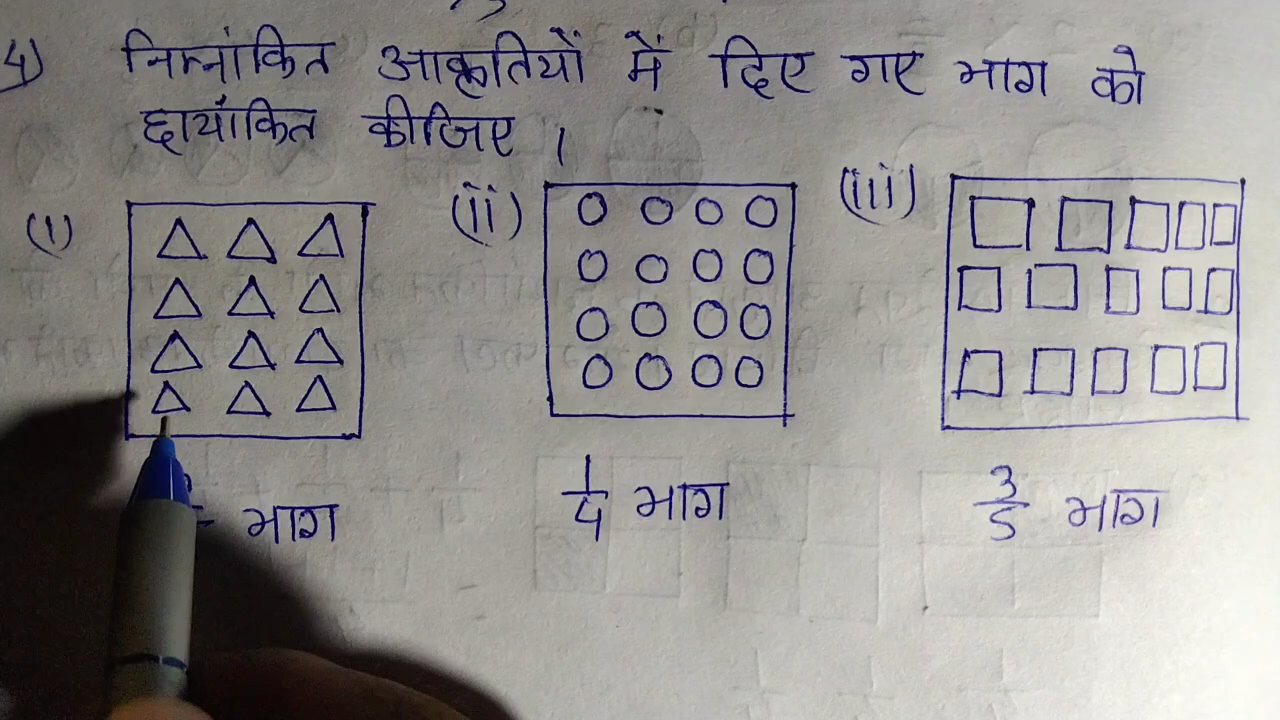 4) निम्नांकित आकृतियों में दिए गए भाग को
छायांकित कीजिए ।
(i) (ii) (iii)
भाग 1/4 भाग 3/5 भाग